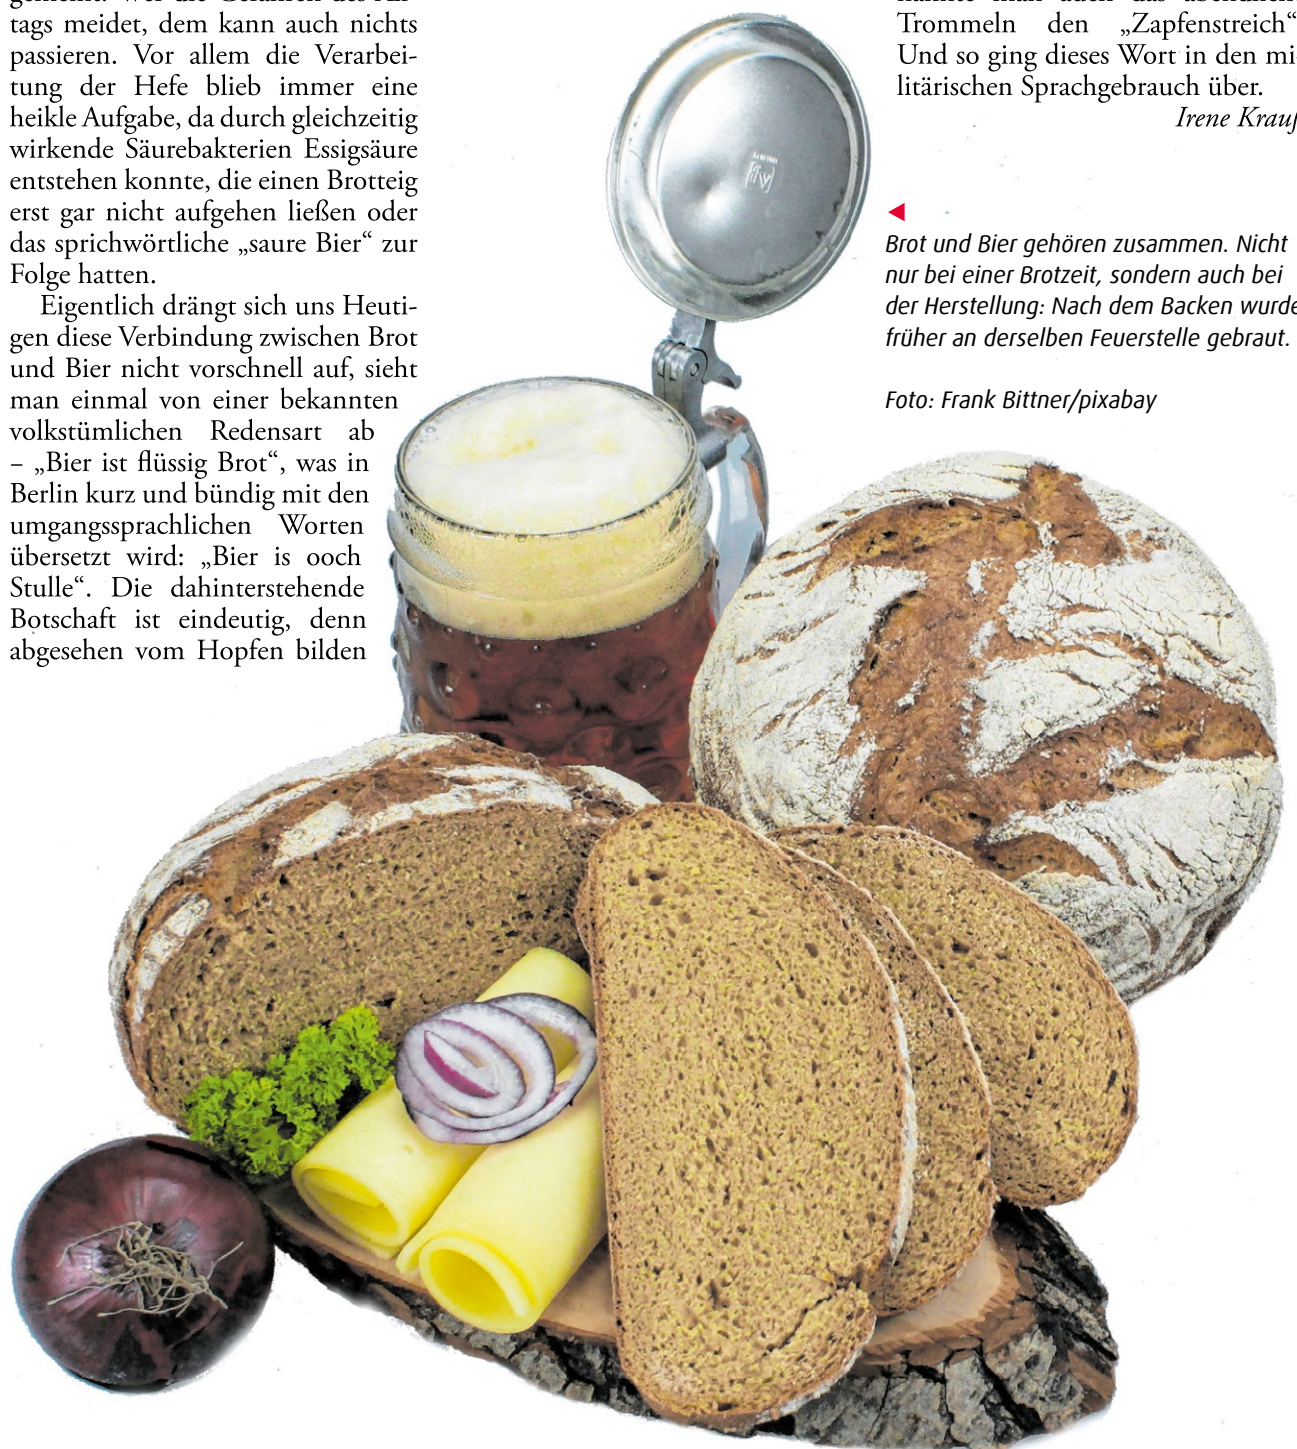 tags meidet, dem kann auch nichts
passieren. Vor allem die Verarbei-
tung der Hefe blieb immer eine
heikle Aufgabe, da durch gleichzeitig
wirkende Säurebakterien Essigsäure
entstehen konnte, die einen Brotteig
erst gar nicht aufgehen ließen oder
das sprichwörtliche „saure Bier“ zur
Folge hatten.
Eigentlich drängt sich uns Heuti-
gen diese Verbindung zwischen Brot
und Bier nicht vorschnell auf, sieht
man einmal von einer bekannten
volkstümlichen Redensart ab
– „Bier ist flüssig Brot“, was in
Berlin kurz und bündig mit den
umgangssprachlichen Worten
übersetzt wird: „Bier is ooch
Stulle“. Die dahinterstehende
Botschaft ist eindeutig, denn
abgesehen vom Hopfen bilden
Trommeln den „Zapfenstreich“
Und so ging dieses Wort in den mi-
litärischen Sprachgebrauch über.
Irene Krauß
Brot und Bier gehören zusammen. Nicht
nur bei einer Brotzeit, sondern auch bei
der Herstellung: Nach dem Backen wurde
früher an derselben Feuerstelle gebraut.
Foto: Frank Bittner/pixabay